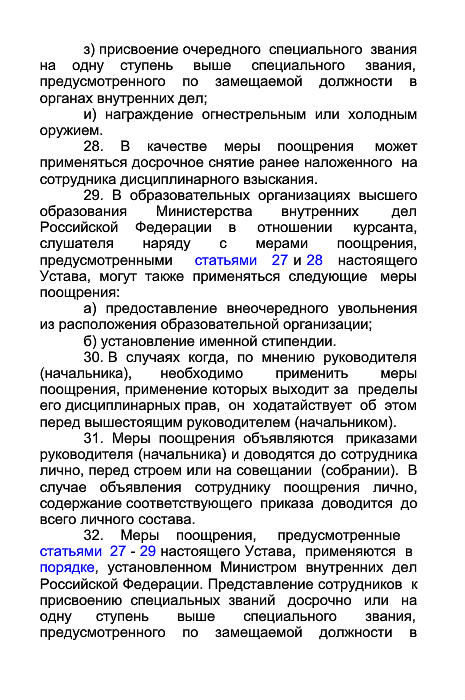 з) присвоение очередного специального звания
на одну ступень выше специального звания,
предусмотренного по замещаемой должности в
органах внутренних дел;
и) награждение огнестрельным или холодным
оружием.
28. В качестве меры поощрения может
применяться досрочное снятие ранее наложенного на
сотрудника дисциплинарного взыскания.
29. В образовательных организациях высшего
образования Министерства внутренних дел
Российской Федерации в отношении курсанта,
слушателя наряду с мерами поощрения,
предусмотренными статьями 27 и 28 настоящего
Устава, могут также применяться следующие меры
поощрения:
а) предоставление внеочередного увольнения
из расположения образовательной организации;
б) установление именной стипендии.
30. В случаях когда, по мнению руководителя
(начальника), необходимо применить меры
поощрения, применение которых выходит за пределы
его дисциплинарных прав, он ходатайствует об этом
перед вышестоящим руководителем (начальником).
31. Меры поощрения объявляются приказами
руководителя (начальника) и доводятся до сотрудника
лично, перед строем или на совещании (собрании). В
случае объявления сотруднику поощрения лично,
содержание соответствующего приказа доводится до
всего личного состава.
32. Меры поощрения, предусмотренные
статьями 27 - 29 настоящего Устава, применяются в
порядке, установленном Министром внутренних дел
Российской Федерации. Представление сотрудников к
присвоению специальных званий досрочно или на
одну ступень выше специального звания,
предусмотренного по замещаемой должности в